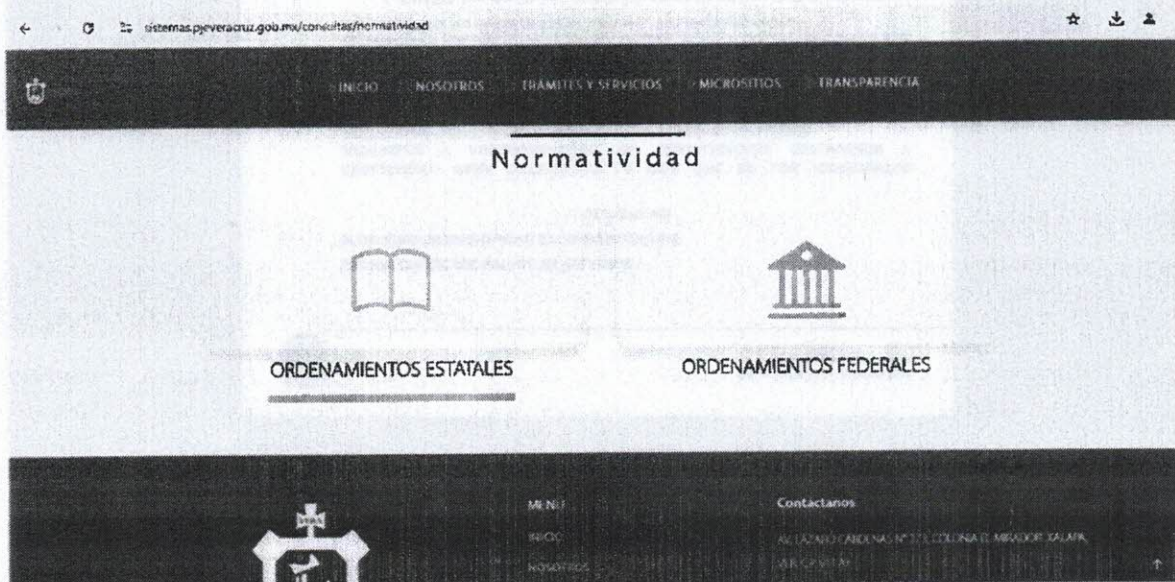 sistemas.pjeveracruz.gob.mx/consultas/normatividad
INICIO NOSOTROS TRÁMITES Y SERVICIOS MICROSITIOS TRANSPARENCIA
Normatividad
ORDENAMIENTOS ESTATALES
ORDENAMIENTOS FEDERALES
MENÚ
INICIO
NOSOTROS
Contáctanos
AV. LÁZARO CÁRDENAS N° COLONIA EL MIRADOR XALAPA,